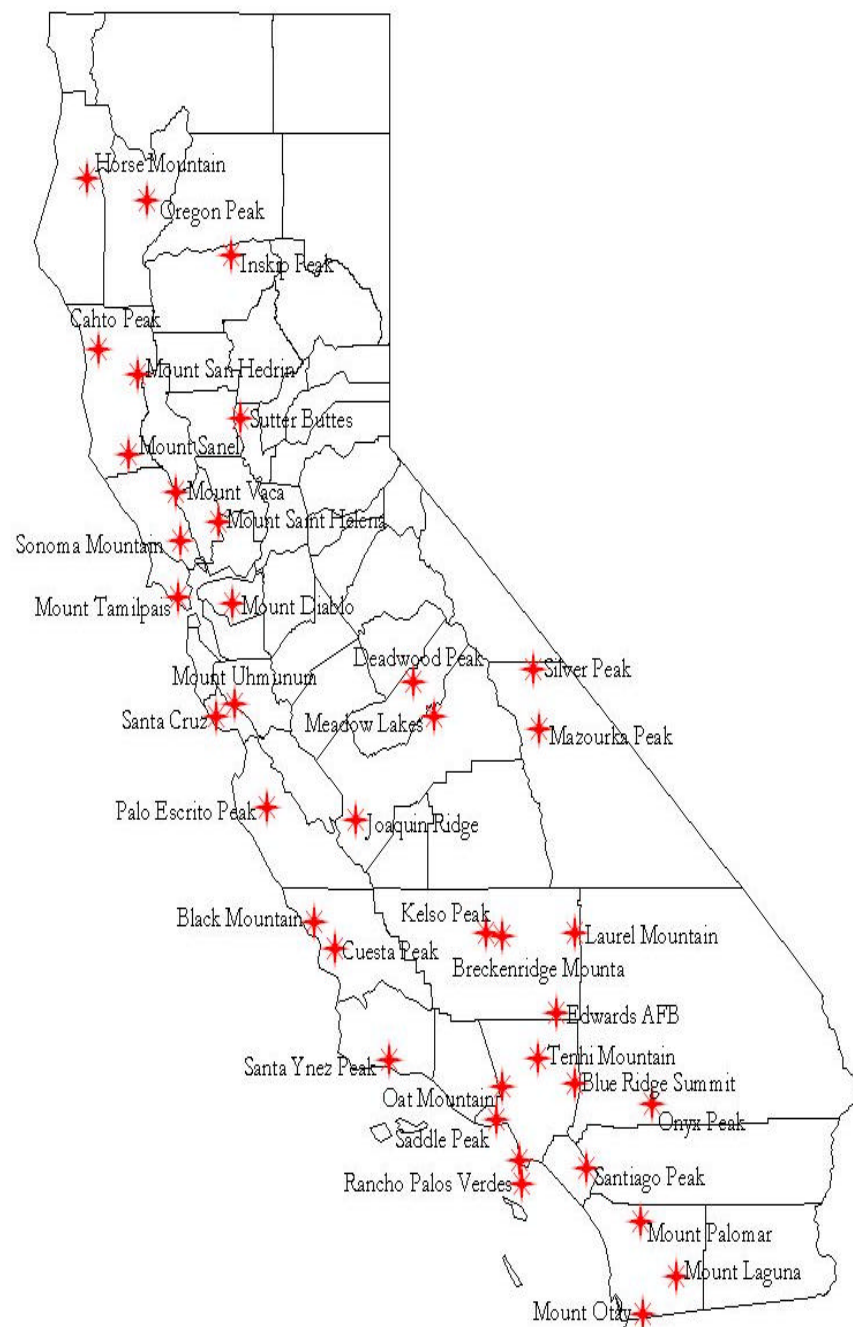 Horse Mountain
Oregon Peak
Inskip Peak
Cahto Peak
Mount San Hedrin
Sutter Buttes
Mount Sanel
Mount Vaca
Mount Saint Helena
Sonoma Mountain
Mount Tamilpais
Mount Diablo
Deadwood Peak
Silver Peak
Mount Uhmunum
Santa Cruz
Meadow Lakes
Mazourka Peak
Palo Escrito Peak
Joaquin Ridge
Black Mountain
Kelso Peak
Laurel Mountain
Cuesta Peak
Breckenridge Mounta
Edwards AFB
Santa Ynez Peak
Tenhi Mountain
Oat Mountain
Blue Ridge Summit
Onyx Peak
Saddle Peak
Rancho Palos Verdes
Santiago Peak
Mount Palomar
Mount Laguna
Mount Otay